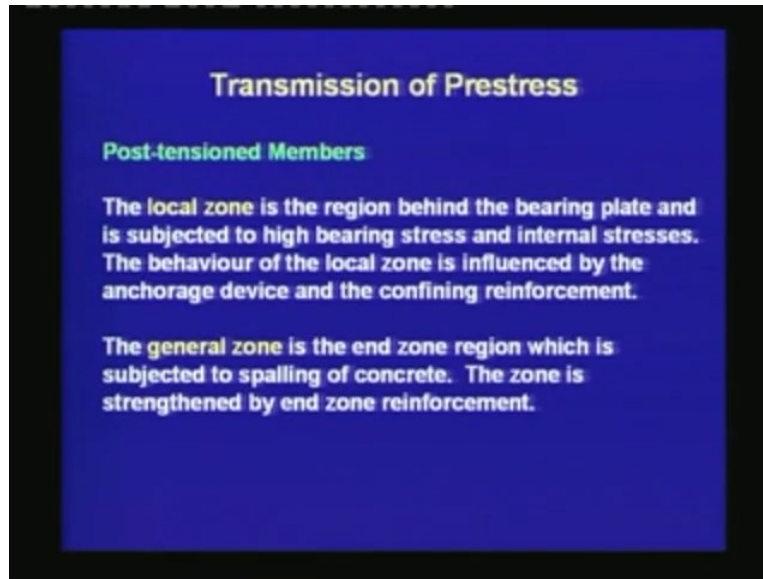 Transmission of Prestress
Post-tensioned Members
The local zone is the region behind the bearing plate and
is subjected to high bearing stress and internal stresses.
The behaviour of the local zone is influenced by the
anchorage device and the confining reinforcement.
The general zone is the end zone region which is
subjected to spalling of concrete. The zone is
strengthened by end zone reinforcement.